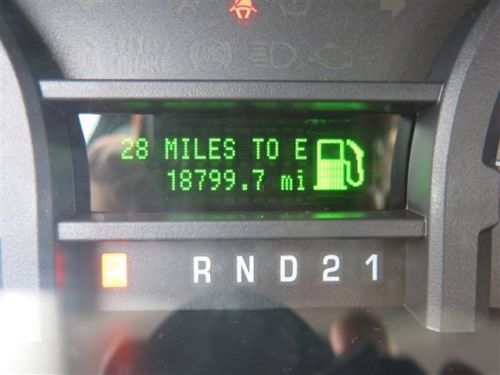 28 MILES TO E
18799.7 mi
P R N D 2 1